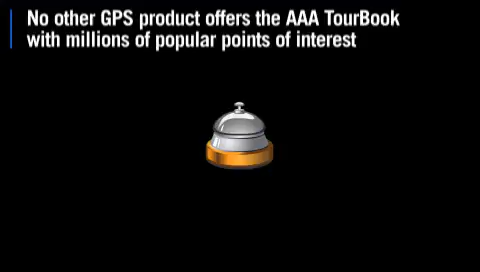 No other GPS product offers the AAA TourBook
with millions of popular points of interest